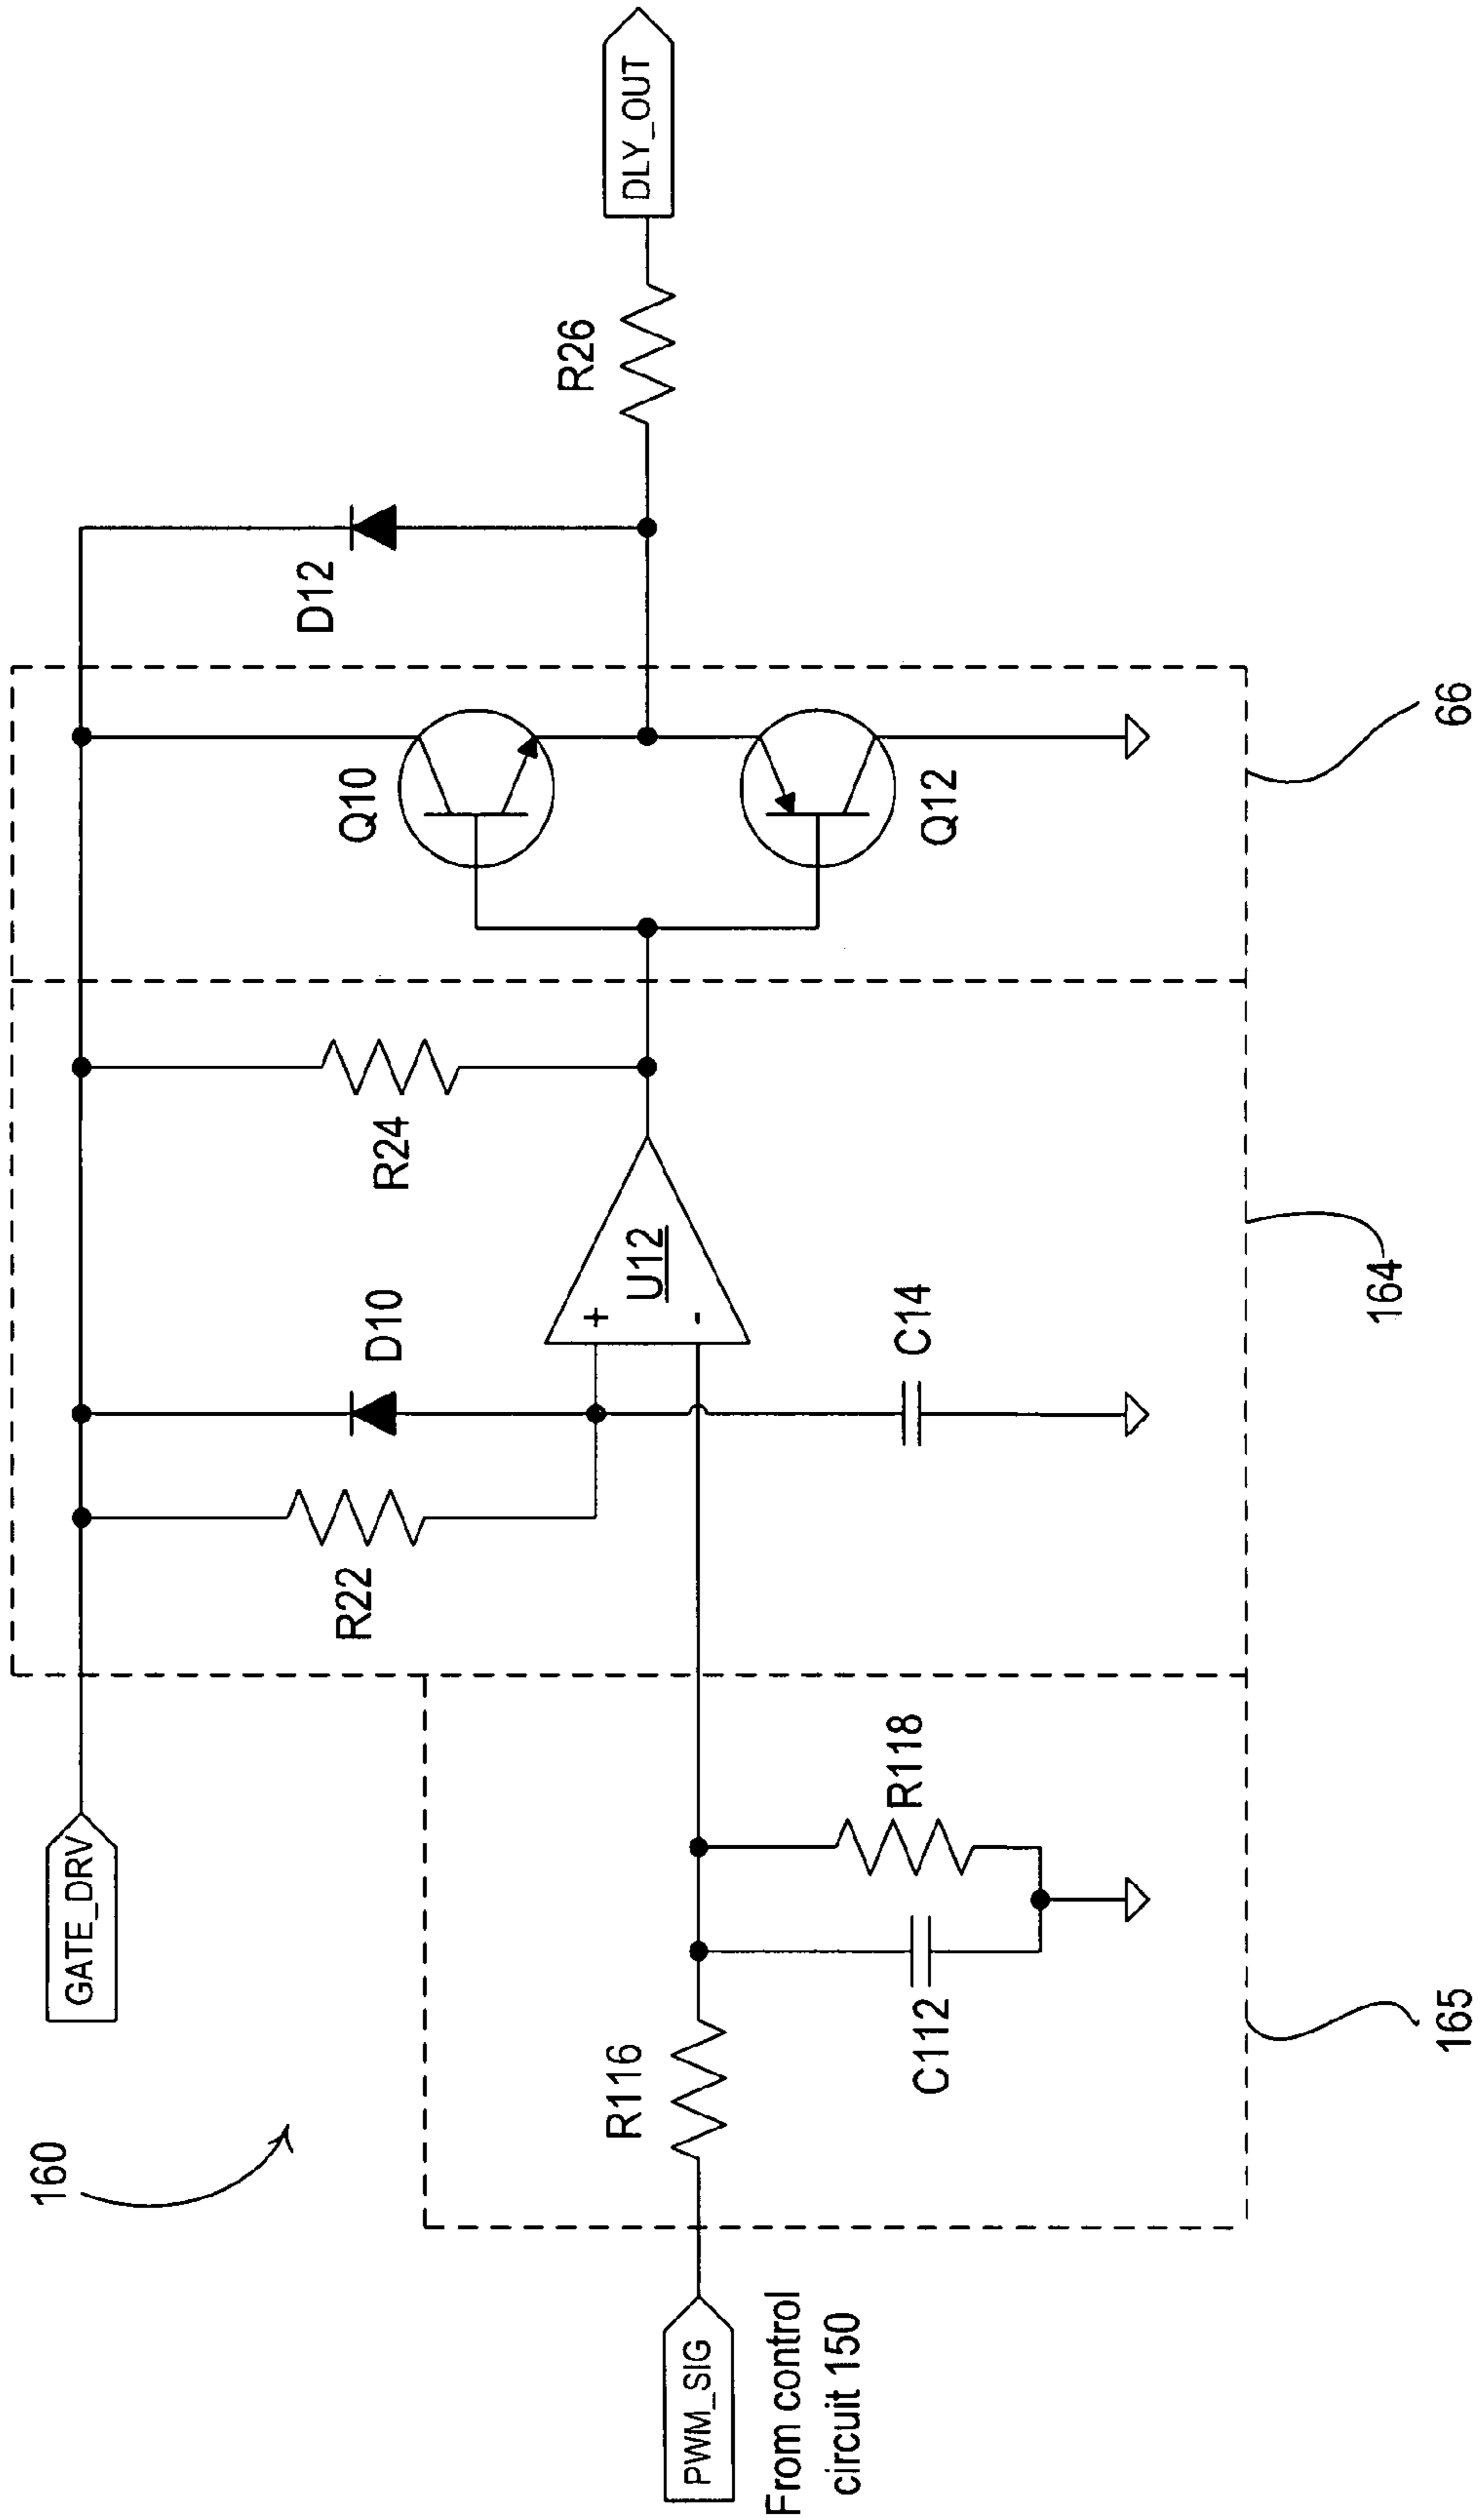 160
GATE_DRV
R22
D10
R24
Q10
D12
R26
DLY_OUT
+
U12
-
PWM_SIG
From control
circuit 150
R116
C112
R118
C14
Q12
165
164
66